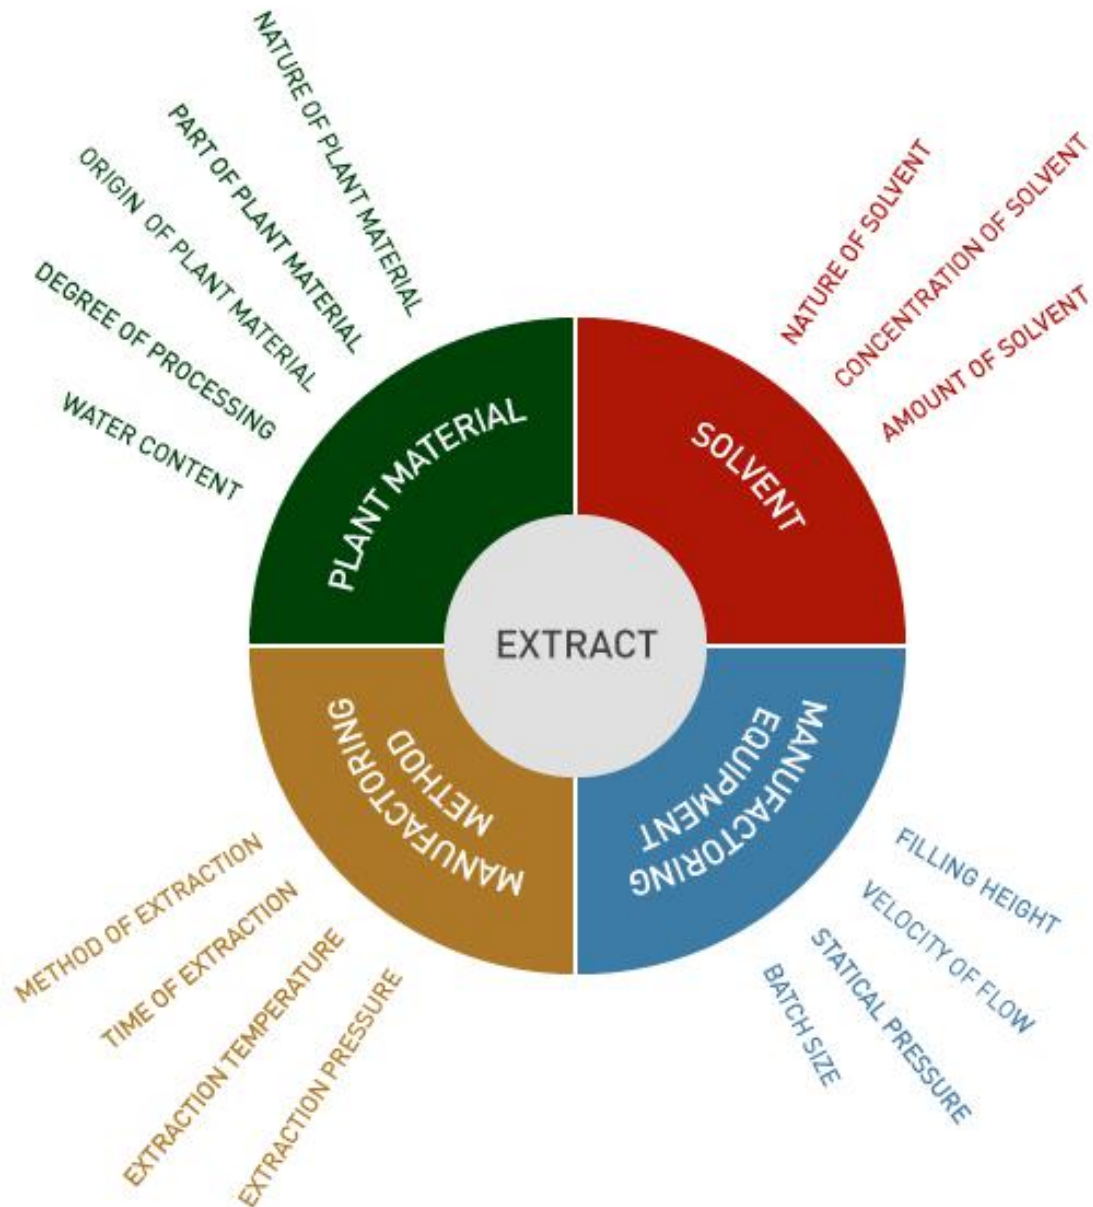 NATURE OF PLANT MATERIAL
PART OF PLANT MATERIAL
ORIGIN OF PLANT MATERIAL
DEGREE OF PROCESSING
WATER CONTENT
NATURE OF SOLVENT
CONCENTRATION OF SOLVENT
AMOUNT OF SOLVENT
PLANT MATERIAL
SOLVENT
EXTRACT
MANUFACTORING
METHOD
MANUFACTORING
EQUIPMENT
METHOD OF EXTRACTION
TIME OF EXTRACTION
EXTRACTION TEMPERATURE
EXTRACTION PRESSURE
FILLING HEIGHT
VELOCITY OF FLOW
STATICAL PRESSURE
BATCH SIZE